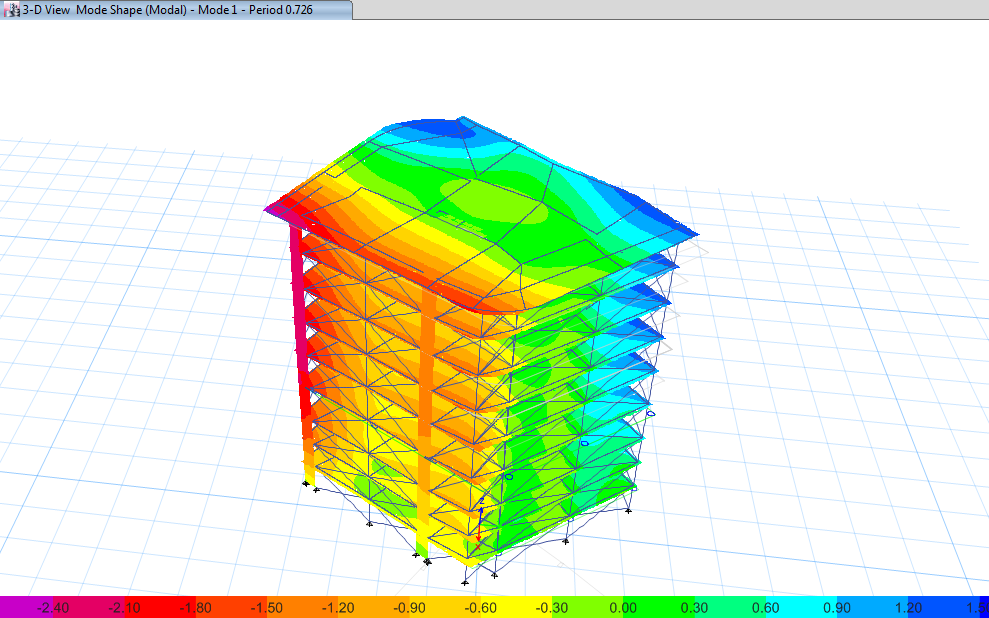 3-D View Mode Shape (Modal) - Mode 1 - Period 0.726
Z
-2.40 -2.10 -1.80 -1.50 -1.20 -0.90 -0.60 -0.30 0.00 0.30 0.60 0.90 1.20